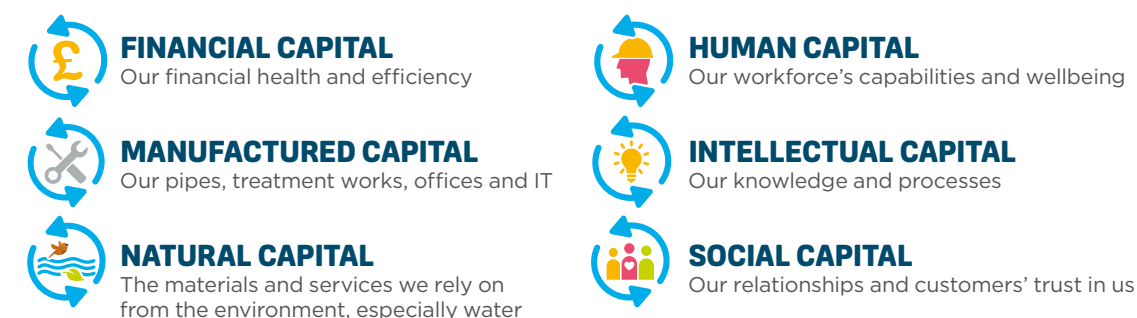 FINANCIAL CAPITAL
Our financial health and efficiency
MANUFACTURED CAPITAL
Our pipes, treatment works, offices and IT
NATURAL CAPITAL
The materials and services we rely on
from the environment, especially water
HUMAN CAPITAL
Our workforce’s capabilities and wellbeing
INTELLECTUAL CAPITAL
Our knowledge and processes
SOCIAL CAPITAL
Our relationships and customers’ trust in us